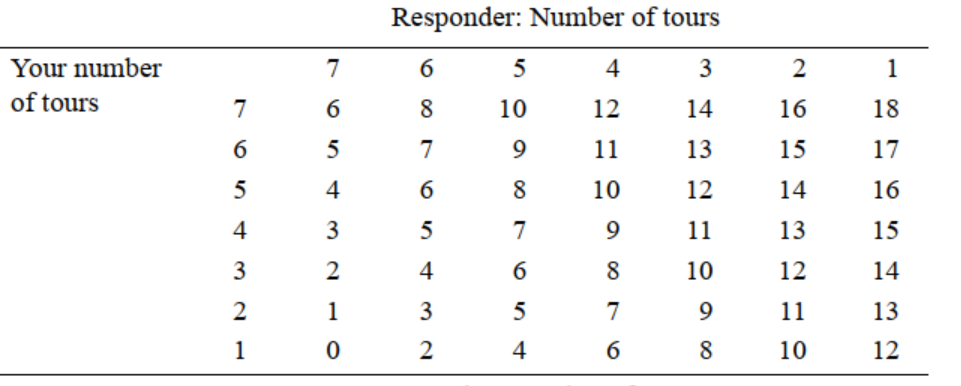 Responder: Number of tours
Your number 7 6 5 4 3 2 1
of tours 7 6 8 10 12 14 16 18
6 5 7 9 11 13 15 17
5 4 6 8 10 12 14 16
4 3 5 7 9 11 13 15
3 2 4 6 8 10 12 14
2 1 3 5 7 9 11 13
1 0 2 4 6 8 10 12